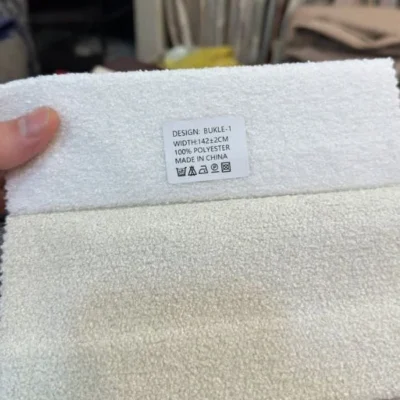 DESIGN: BUKLE-1
WIDTH:142±2CM
100% POLYESTER
MADE IN CHINA